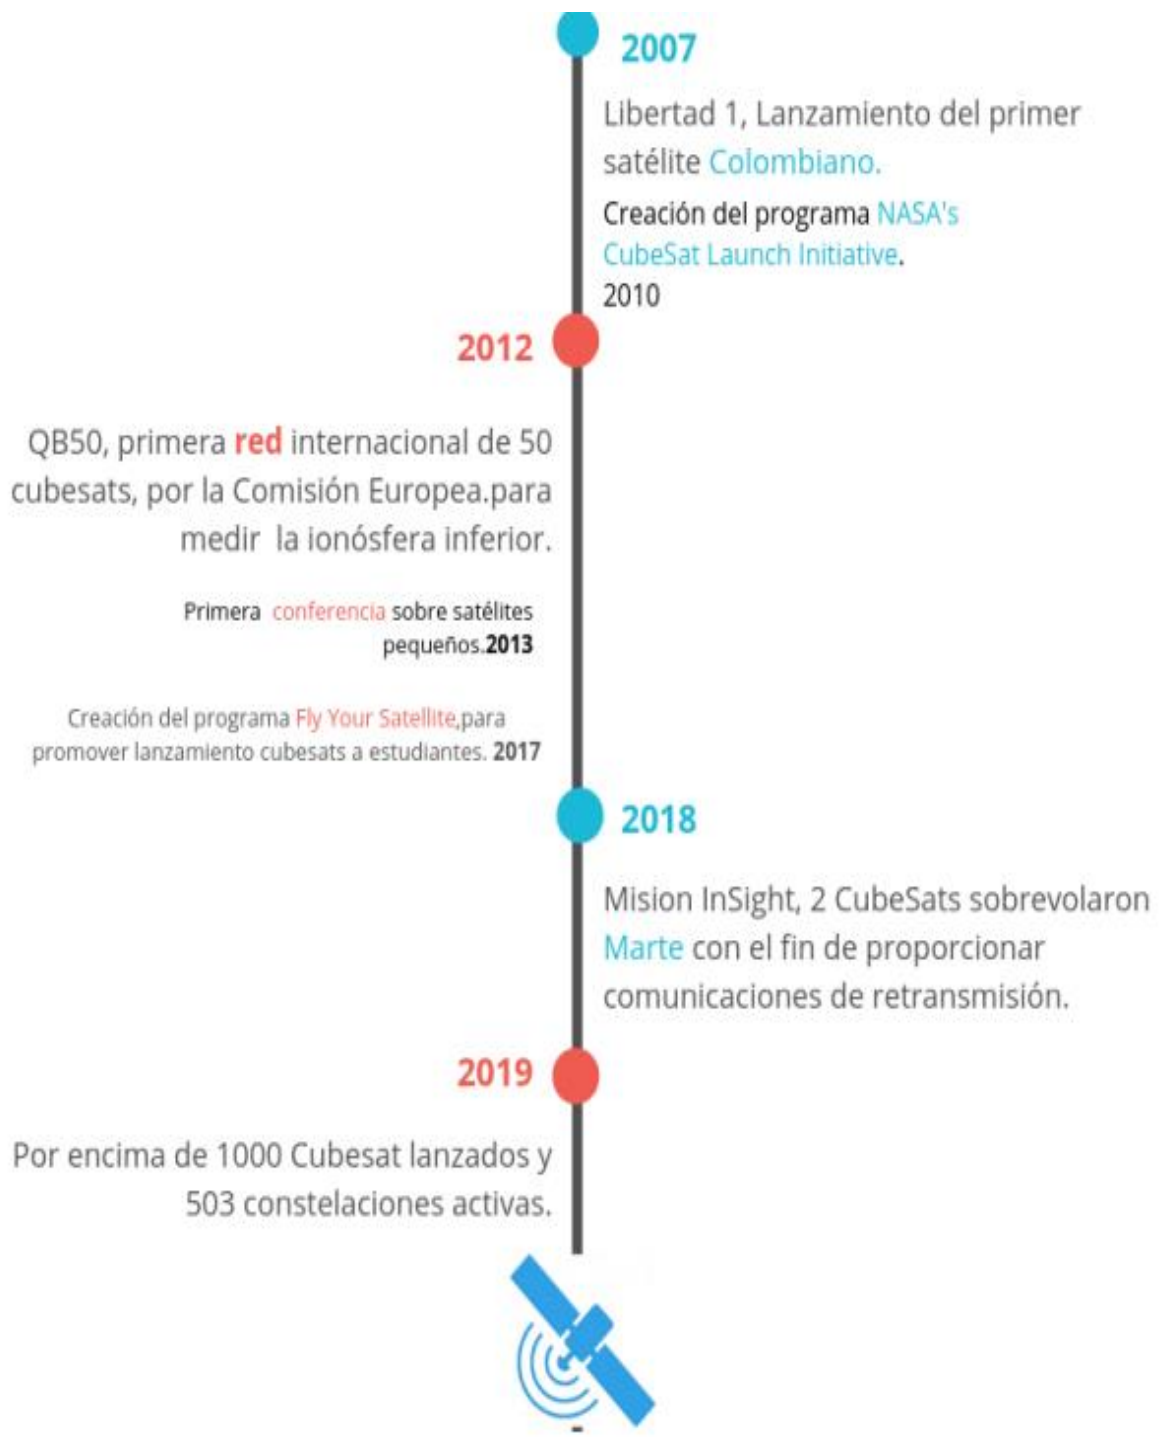 2007
Libertad 1, Lanzamiento del primer
satélite Colombiano.
Creación del programa NASA's
CubeSat Launch Initiative.
2010
2012
QB50, primera red internacional de 50
cubesats, por la Comisión Europea.para
medir la ionósfera inferior.
Primera conferencia sobre satélites
pequeños.2013
Creación del programa Fly Your Satellite,para
promover lanzamiento cubesats a estudiantes. 2017
2018
Mision InSight, 2 CubeSats sobrevolaron
Marte con el fin de proporcionar
comunicaciones de retransmisión.
2019
Por encima de 1000 Cubesat lanzados y
503 constelaciones activas.